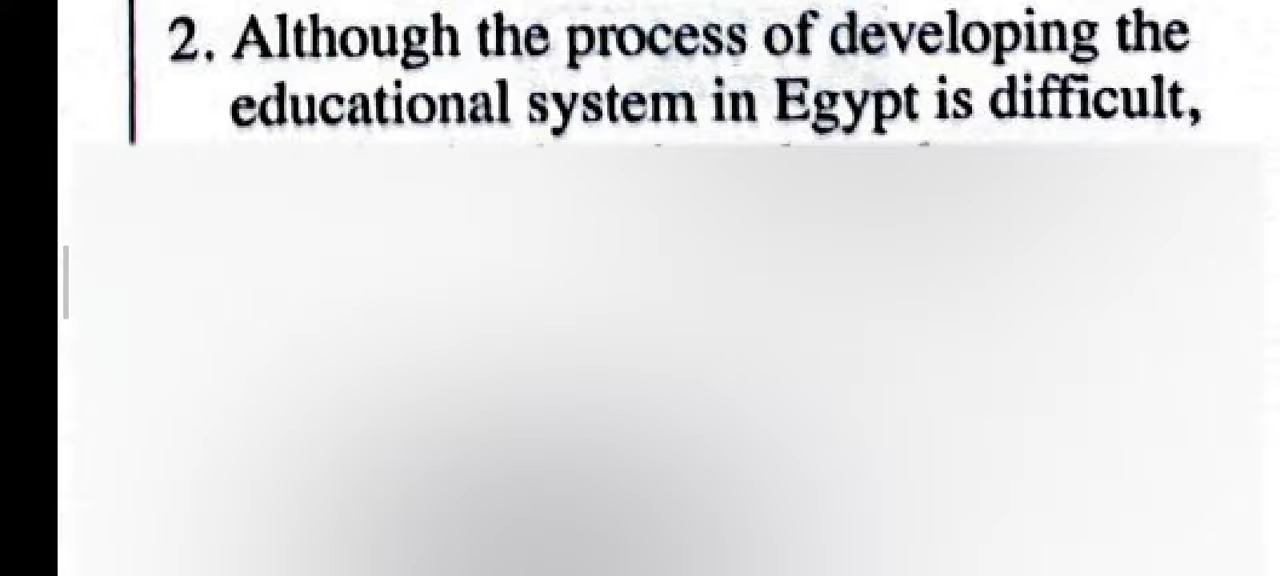 2. Although the process of developing the
educational system in Egypt is difficult,